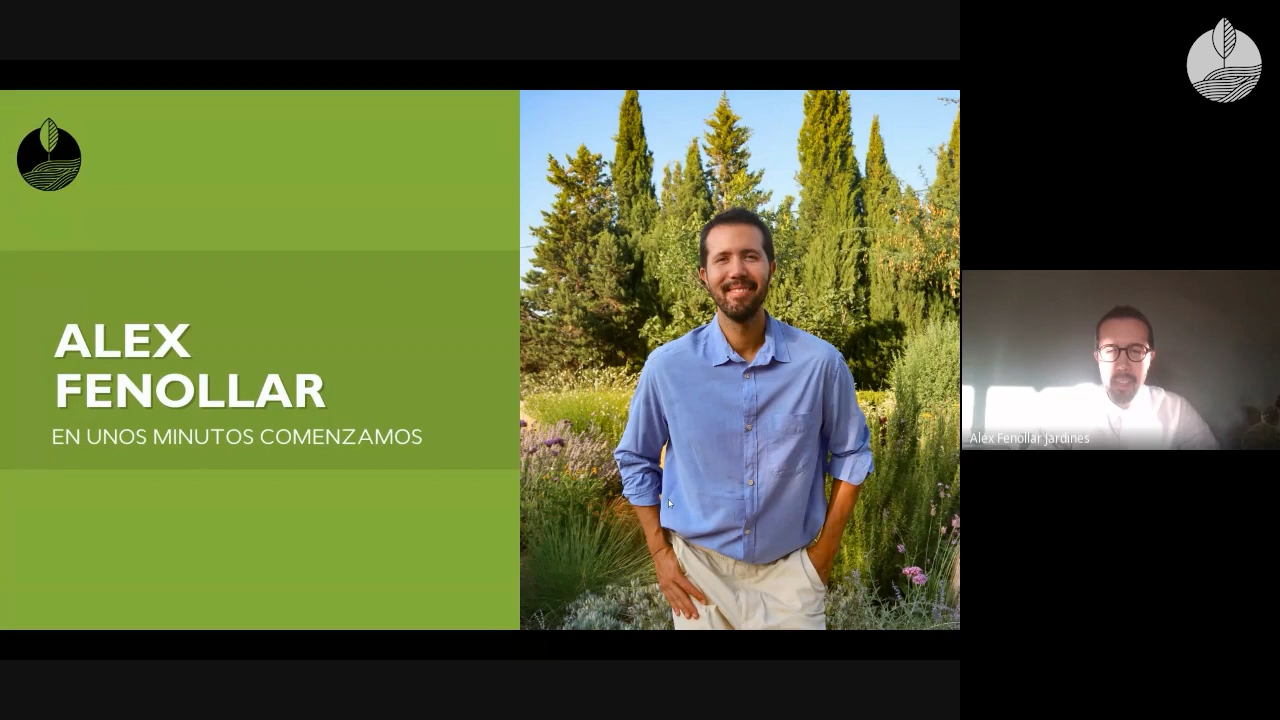 ALEX
FENOLLAR
EN UNOS MINUTOS COMENZAMOS
Alex Fenollar Jardines